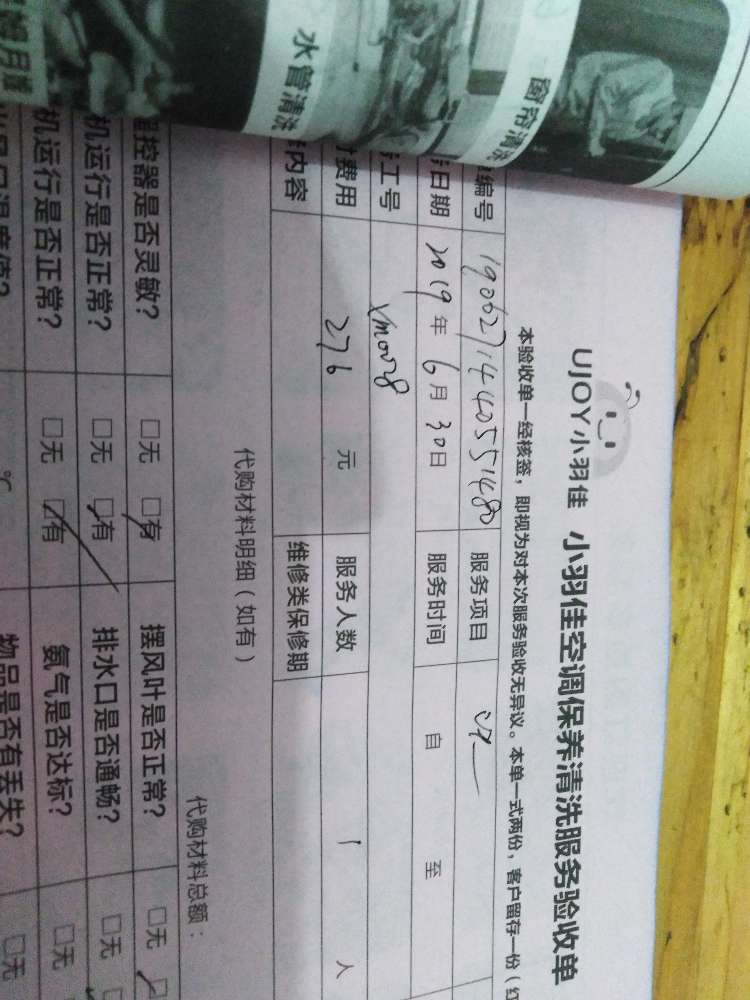 水管清洗
窗帘清洗
UJOY小羽佳 小羽佳空调保养清洗服务验收单
本验收单一经核签，即视为对本次服务验收无异议。本单一式两份，客户留存一份（红
编号 1906271440551480 服务项目
日期 2019年6月30日 服务时间 自 至
工号 xm0028
费用 276 元 服务人数 1 人
内容 维修类保修期
代购材料明细（如有） 代购材料总额：
控器是否灵敏？ □无 □有 摆风叶是否正常？ □无
机运行是否正常？ □无 □有 排水口是否通畅？ □无
机运行是否正常？ □无 □有 氨气是否达标？ □无
℃ 物品是否有丢失？ □无